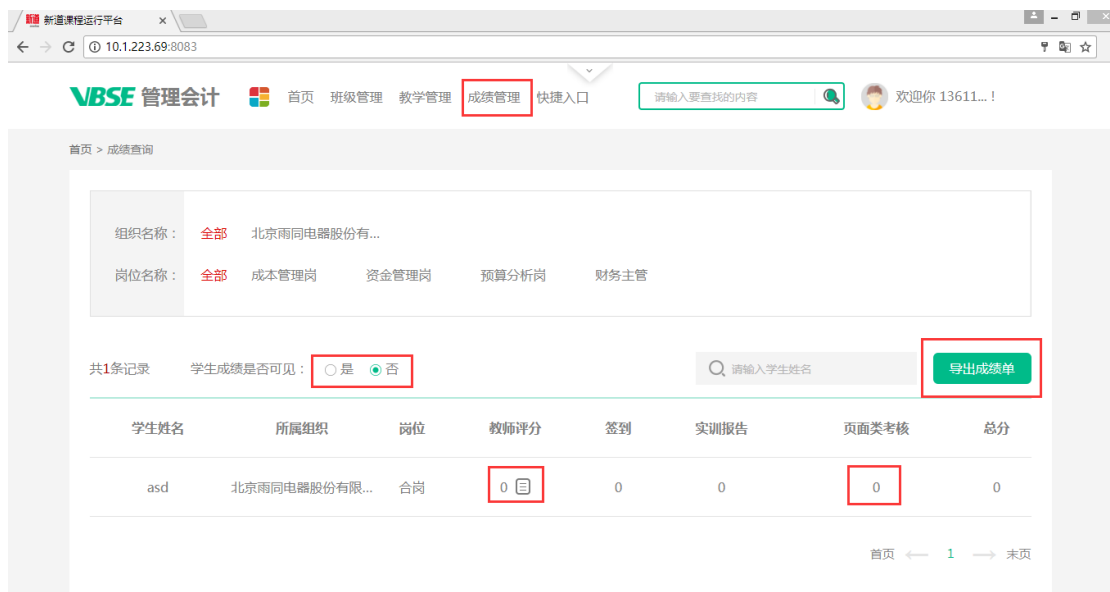 新道课程运行平台
10.1.223.69:8083
VBSE 管理会计 首页 班级管理 教学管理 成绩管理 快捷入口 请输入要查找的内容 欢迎你 13611...!
首页 > 成绩查询
组织名称： 全部 北京雨同电器股份有...
岗位名称： 全部 成本管理岗 资金管理岗 预算分析岗 财务主管
共1条记录 学生成绩是否可见： 是 否 请输入学生姓名 导出成绩单
学生姓名 所属组织 岗位 教师评分 签到 实训报告 页面类考核 总分
asd 北京雨同电器股份有限... 合岗 0 0 0 0 0
首页 1 末页